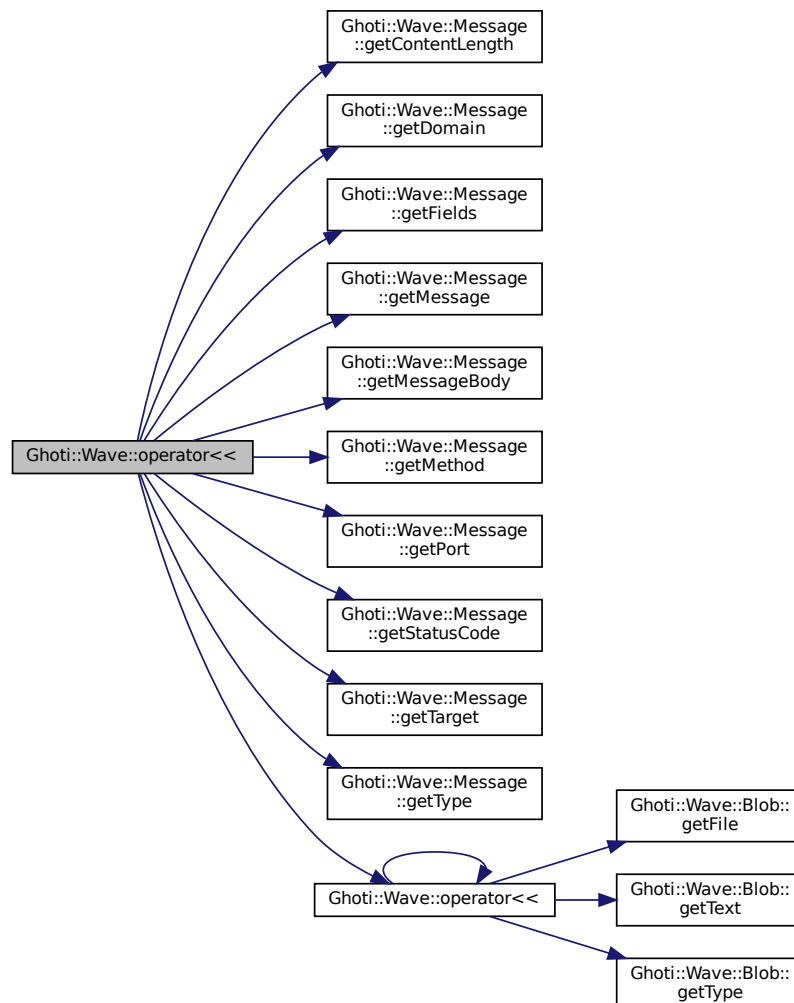 Ghoti::Wave::Message
::getContentLength
Ghoti::Wave::Message
::getDomain
Ghoti::Wave::Message
::getFields
Ghoti::Wave::Message
::getMessage
Ghoti::Wave::Message
::getMessageBody
Ghoti::Wave::operator<<
Ghoti::Wave::Message
::getMethod
Ghoti::Wave::Message
::getPort
Ghoti::Wave::Message
::getStatusCode
Ghoti::Wave::Message
::getTarget
Ghoti::Wave::Message
::getType
Ghoti::Wave::operator<<
Ghoti::Wave::Blob::
getFile
Ghoti::Wave::Blob::
getText
Ghoti::Wave::Blob::
getType